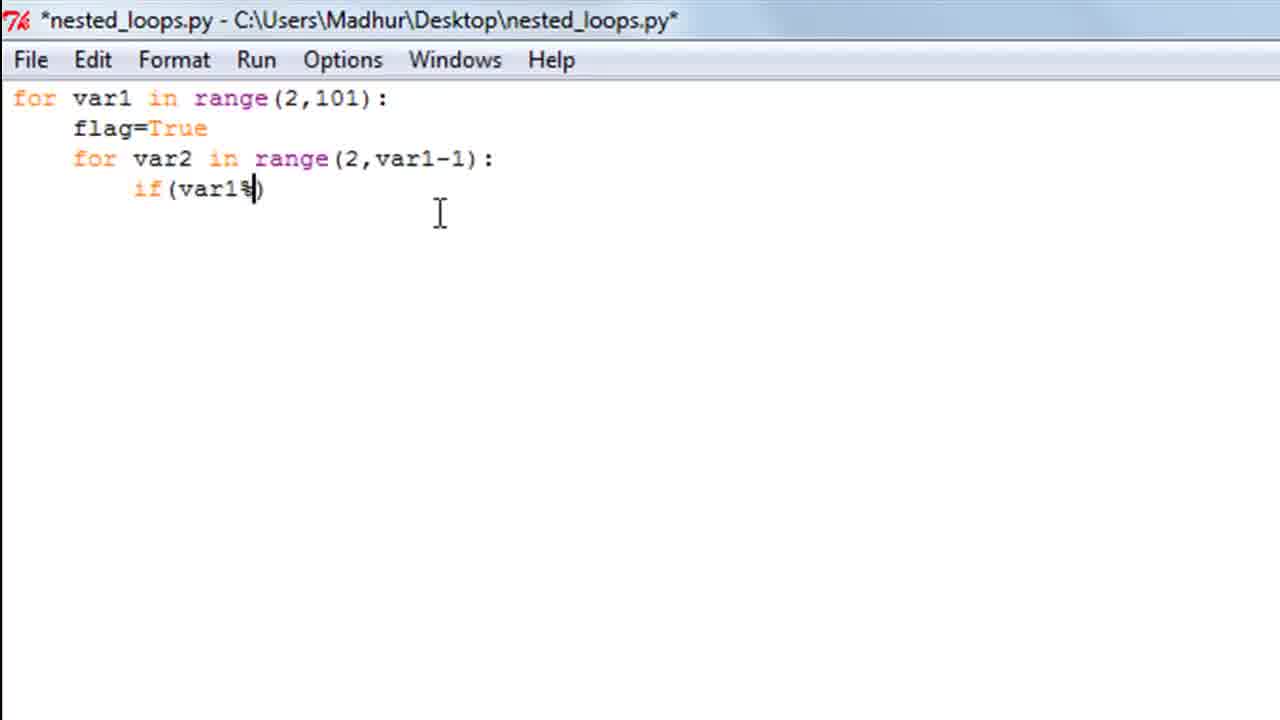 *nested_loops.py - C:\Users\Madhur\Desktop\nested_loops.py*
File Edit Format Run Options Windows Help
for var1 in range(2,101):
    flag=True
    for var2 in range(2,var1-1):
        if(var1%)